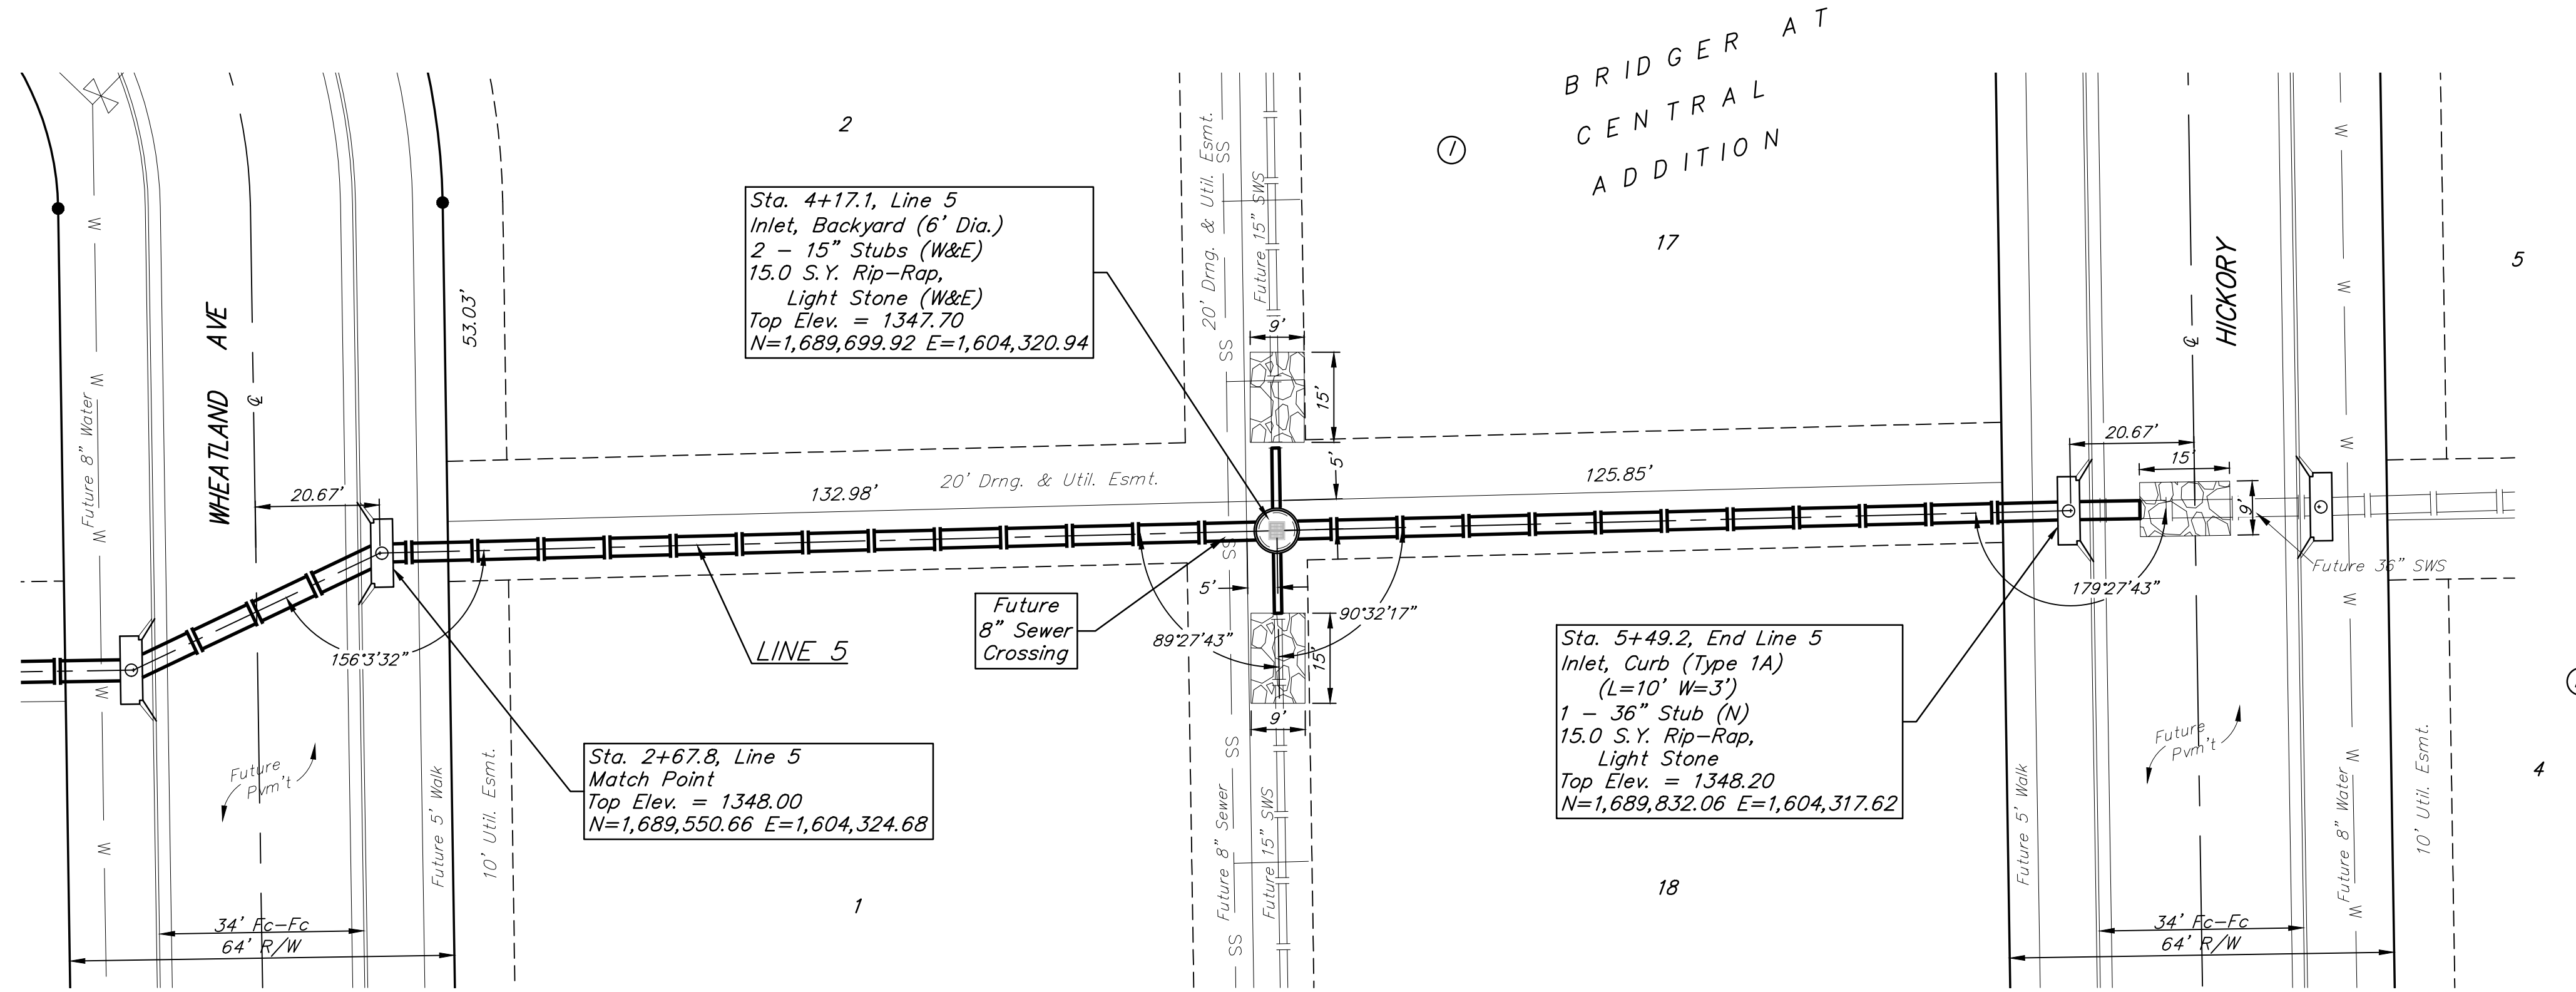 BRIDGER AT
CENTRAL
ADDITION
2
1
17
5
Sta. 4+17.1, Line 5
Inlet, Backyard (6' Dia.)
2 - 15" Stubs (W&E)
15.0 S.Y. Rip-Rap,
Light Stone (W&E)
Top Elev. = 1347.70
N=1,689,699.92 E=1,604,320.94
20' Drng. & Util. Esmt.
SS
SS
SS
SS
SS
Future 15" SWS
53.03'
WHEATLAND AVE
℄
Future 8" Water
W
W
W
W
W
20.67'
132.98'
20' Drng. & Util. Esmt.
9'
15'
5'
125.85'
HICKORY
℄
W
W
W
W
W
W
20.67'
15'
9'
Future 36" SWS
179°27'43"
156°3'32"
LINE 5
Future
8" Sewer
Crossing
5'
89°27'43"
90°32'17"
15'
9'
Sta. 5+49.2, End Line 5
Inlet, Curb (Type 1A)
(L=10' W=3')
1 - 36" Stub (N)
15.0 S.Y. Rip-Rap,
Light Stone
Top Elev. = 1348.20
N=1,689,832.06 E=1,604,317.62
Sta. 2+67.8, Line 5
Match Point
Top Elev. = 1348.00
N=1,689,550.66 E=1,604,324.68
Future
Pvm't
Future 5' Walk
10' Util. Esmt.
1
Future 8" Sewer
Future 15" SWS
18
Future 5' Walk
Future
Pvm't
Future 8" Water
10' Util. Esmt.
4
34' Fc-Fc
64' R/W
34' Fc-Fc
64' R/W